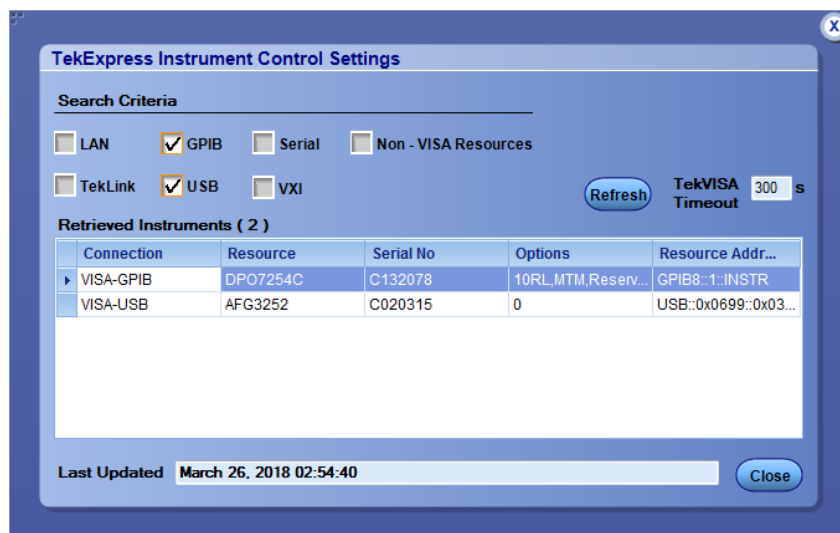 X
TekExpress Instrument Control Settings
Search Criteria
LAN GPIB Serial Non - VISA Resources
TekLink USB VXI Refresh TekVISA Timeout 300 s
Retrieved Instruments ( 2 )
Connection Resource Serial No Options Resource Addr...
VISA-GPIB DPO7254C C132078 10RL,MTM,Reserv... GPIB8::1::INSTR
VISA-USB AFG3252 C020315 0 USB::0x0699::0x03...
Last Updated March 26, 2018 02:54:40 Close